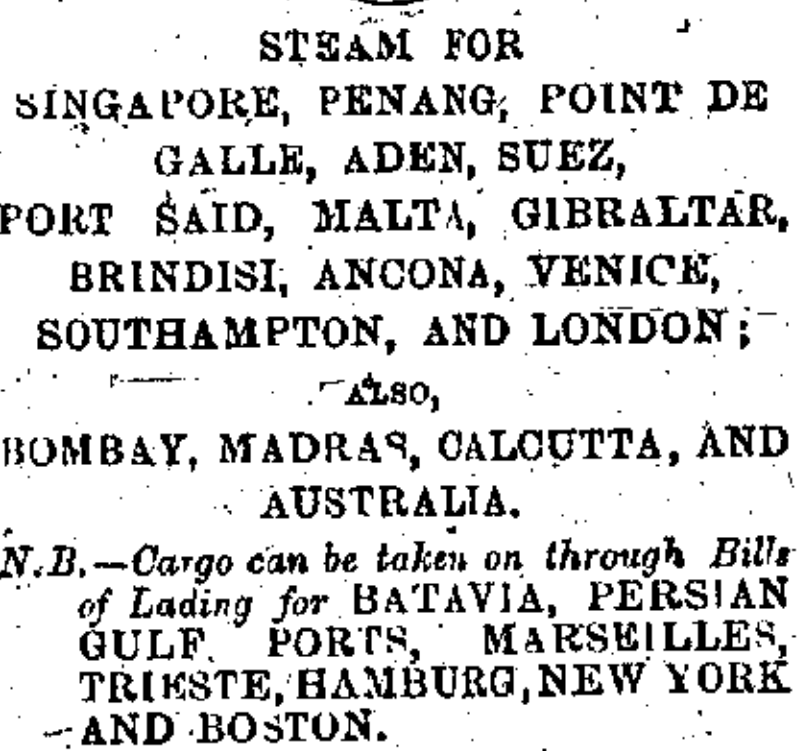 STEAM FOR
SINGAPORE, PENANG, POINT DE
GALLE, ADEN, SUEZ,
PORT SAID, MALTA, GIBRALTAR,
BRINDISI, ANCONA, VENICE,
SOUTHAMPTON, AND LONDON;
ALSO,
BOMBAY, MADRAS, CALCUTTA, AND
AUSTRALIA.
N.B.—Cargo can be taken on through Bills
of Lading for BATAVIA, PERSIAN
GULF PORTS, MARSEILLES,
TRIESTE, HAMBURG, NEW YORK
AND BOSTON.